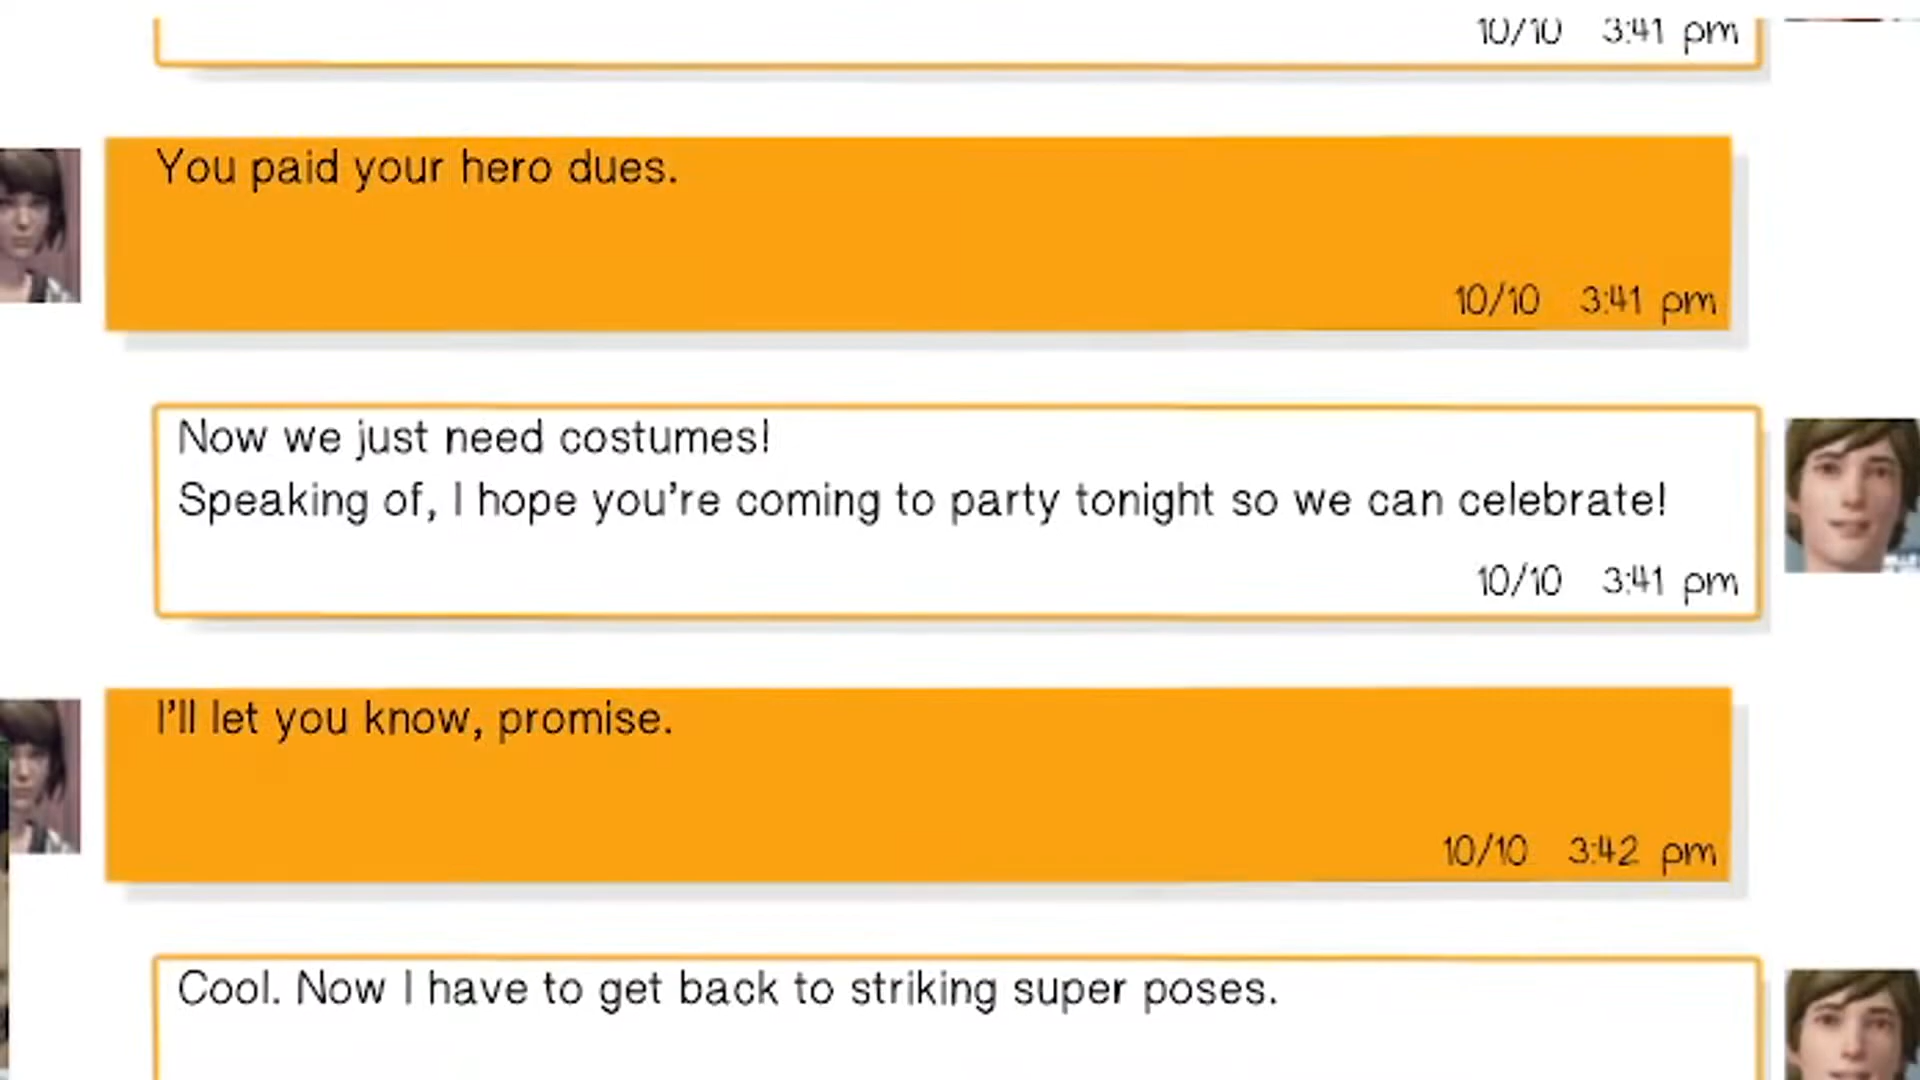 10/10 3:41 pm
You paid your hero dues.
10/10 3:41 pm
Now we just need costumes!
Speaking of, I hope you're coming to party tonight so we can celebrate!
10/10 3:41 pm
I'll let you know, promise.
10/10 3:42 pm
Cool. Now I have to get back to striking super poses.